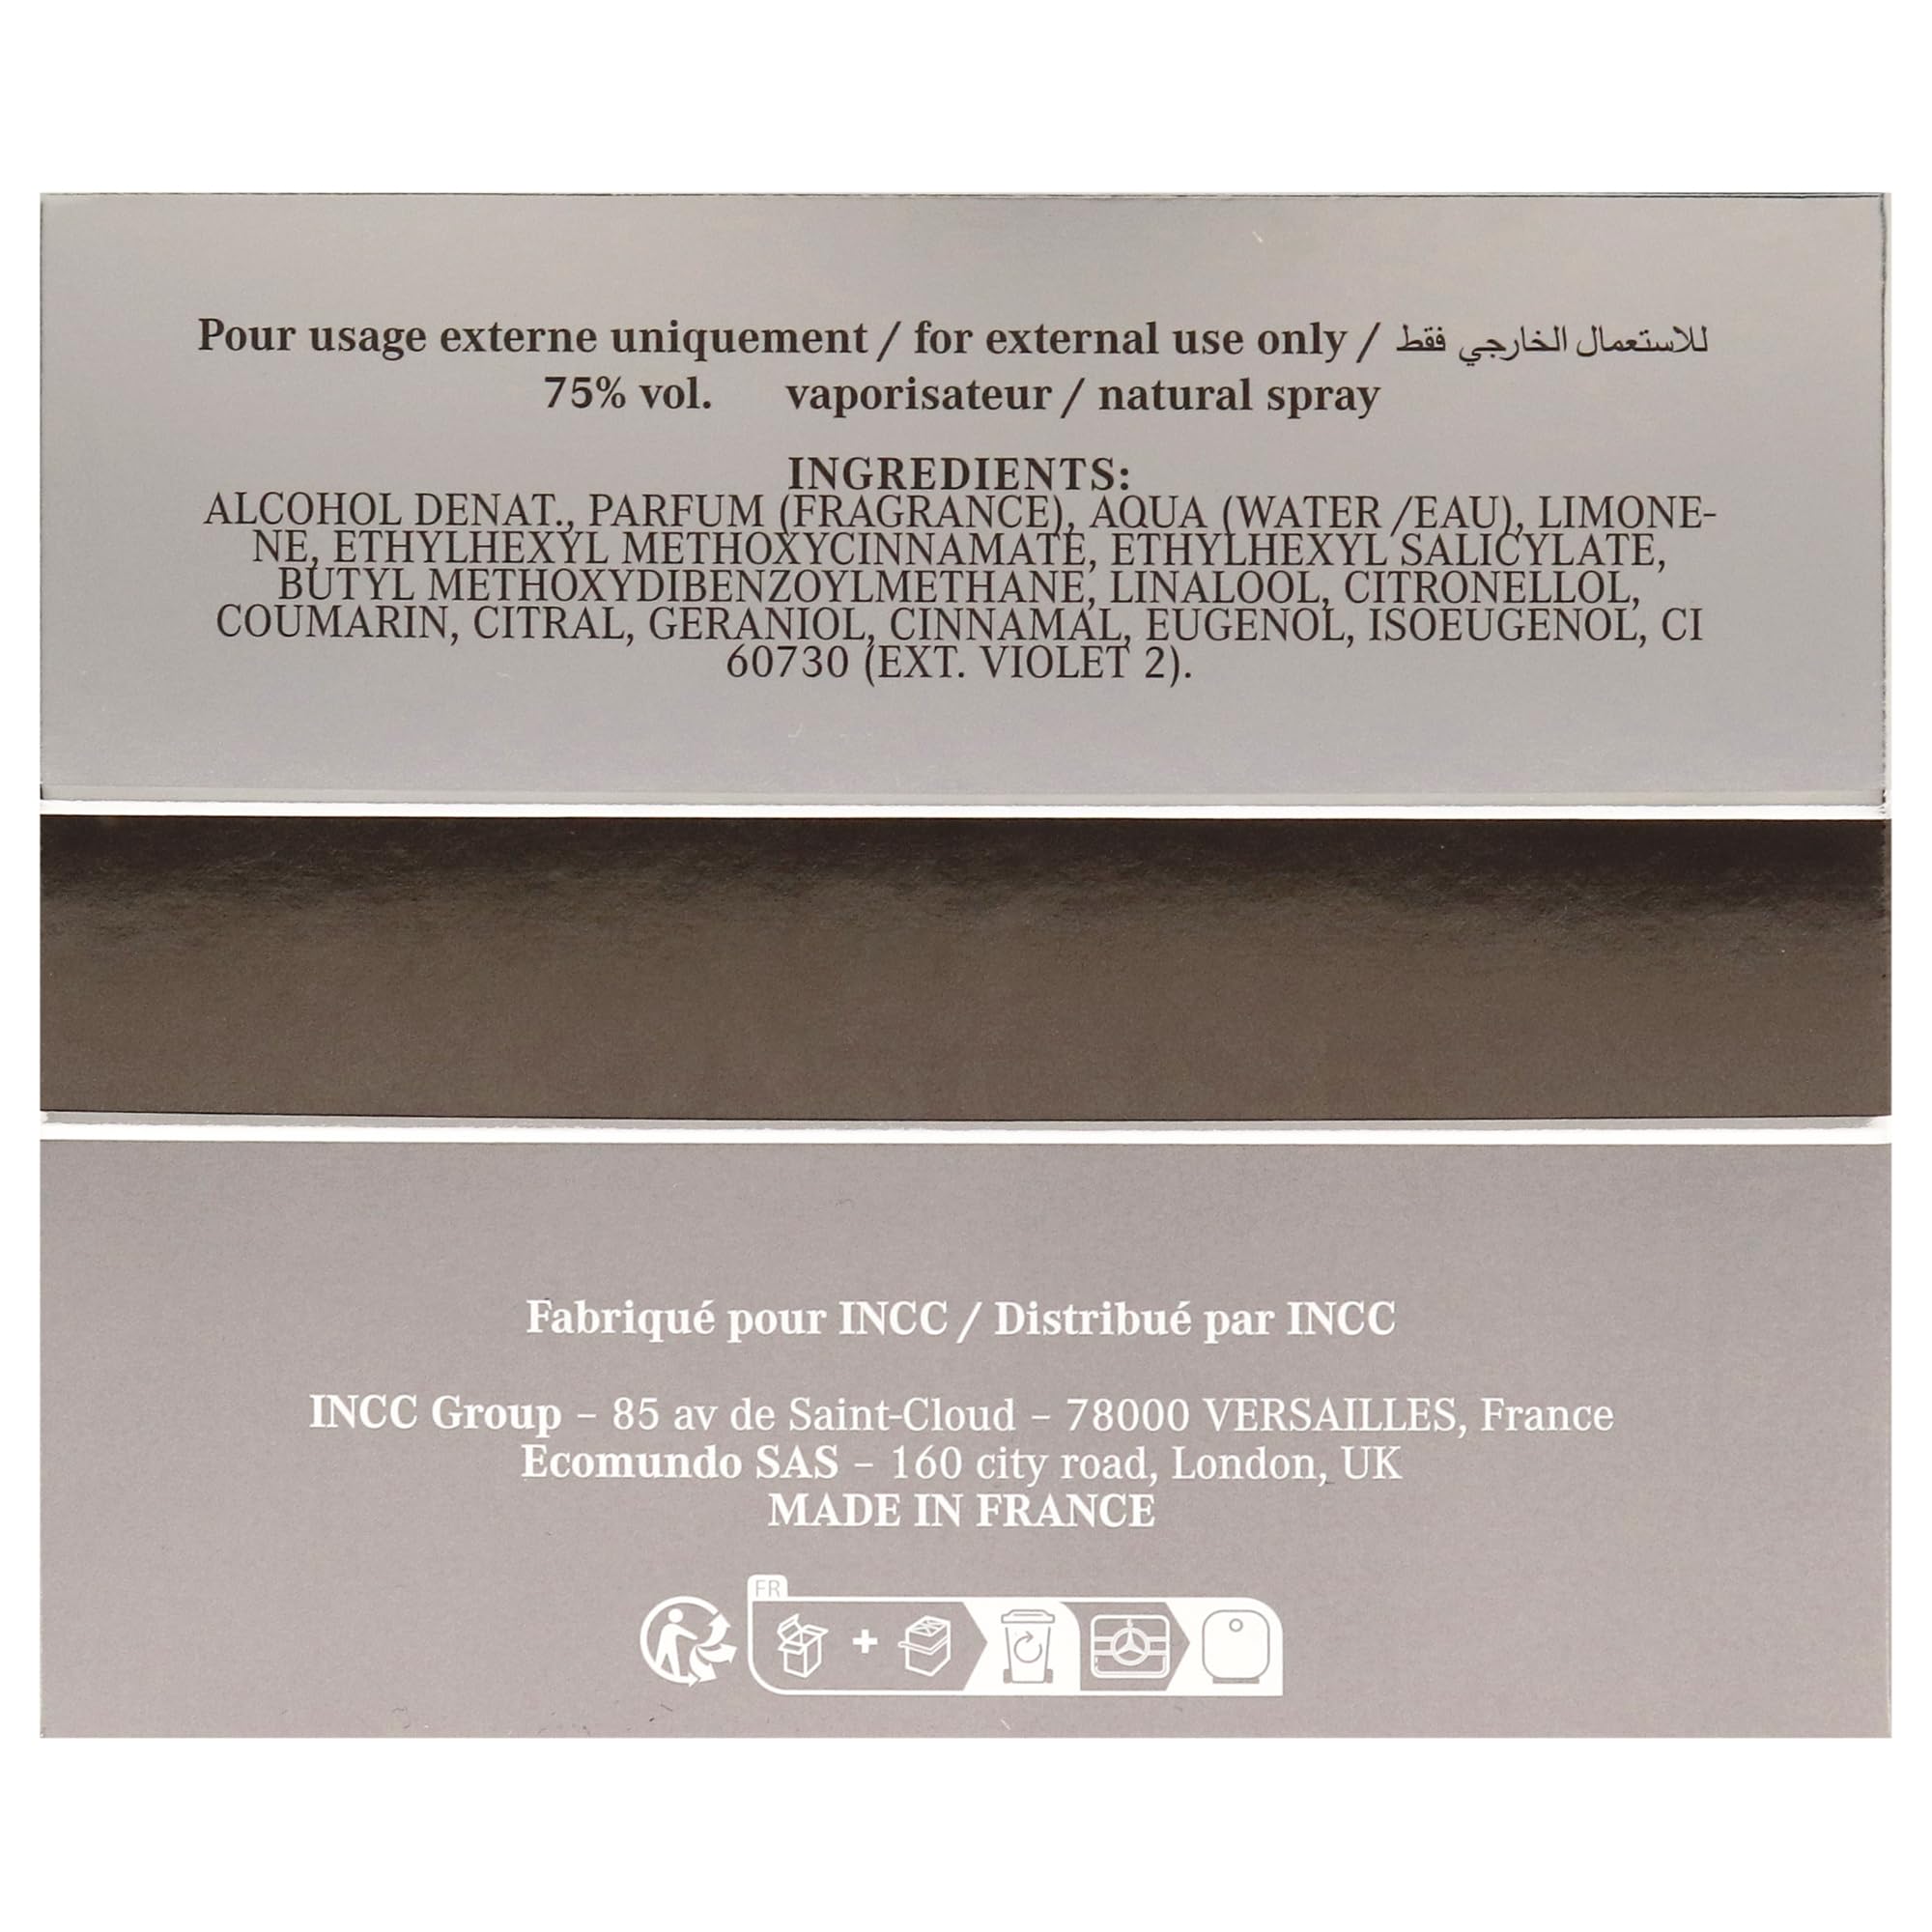 Pour usage externe uniquement / for external use only / للاستعمال الخارجي فقط
75% vol. vaporisateur / natural spray
INGREDIENTS:
ALCOHOL DENAT., PARFUM (FRAGRANCE), AQUA (WATER /EAU), LIMONE-
NE, ETHYLHEXYL METHOXYCINNAMATE, ETHYLHEXYL SALICYLATE,
BUTYL METHOXYDIBENZOYLMETHANE, LINALOOL, CITRONELLOL,
COUMARIN, CITRAL, GERANIOL, CINNAMAL, EUGENOL, ISOEUGENOL, CI
60730 (EXT. VIOLET 2).
Fabriqué pour INCC / Distribué par INCC
INCC Group – 85 av de Saint-Cloud – 78000 VERSAILLES, France
Ecomundo SAS – 160 city road, London, UK
MADE IN FRANCE
FR